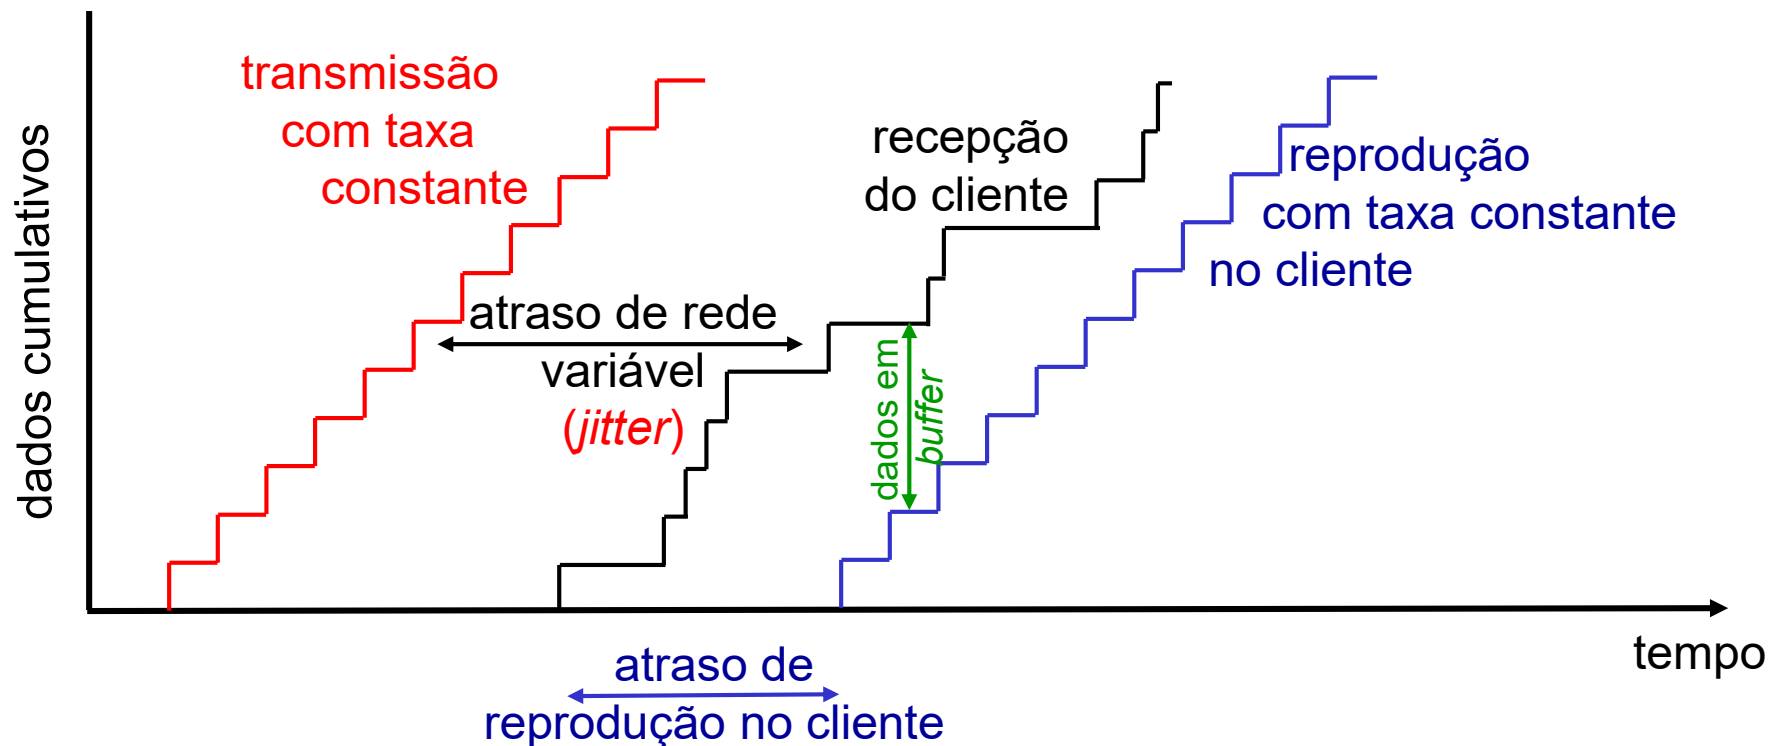 transmissão
com taxa
constante
recepção
do cliente
reprodução
com taxa constante
no cliente
dados cumulativos
atraso de rede
variável
(jitter)
dados em
buffer
tempo
atraso de
reprodução no cliente